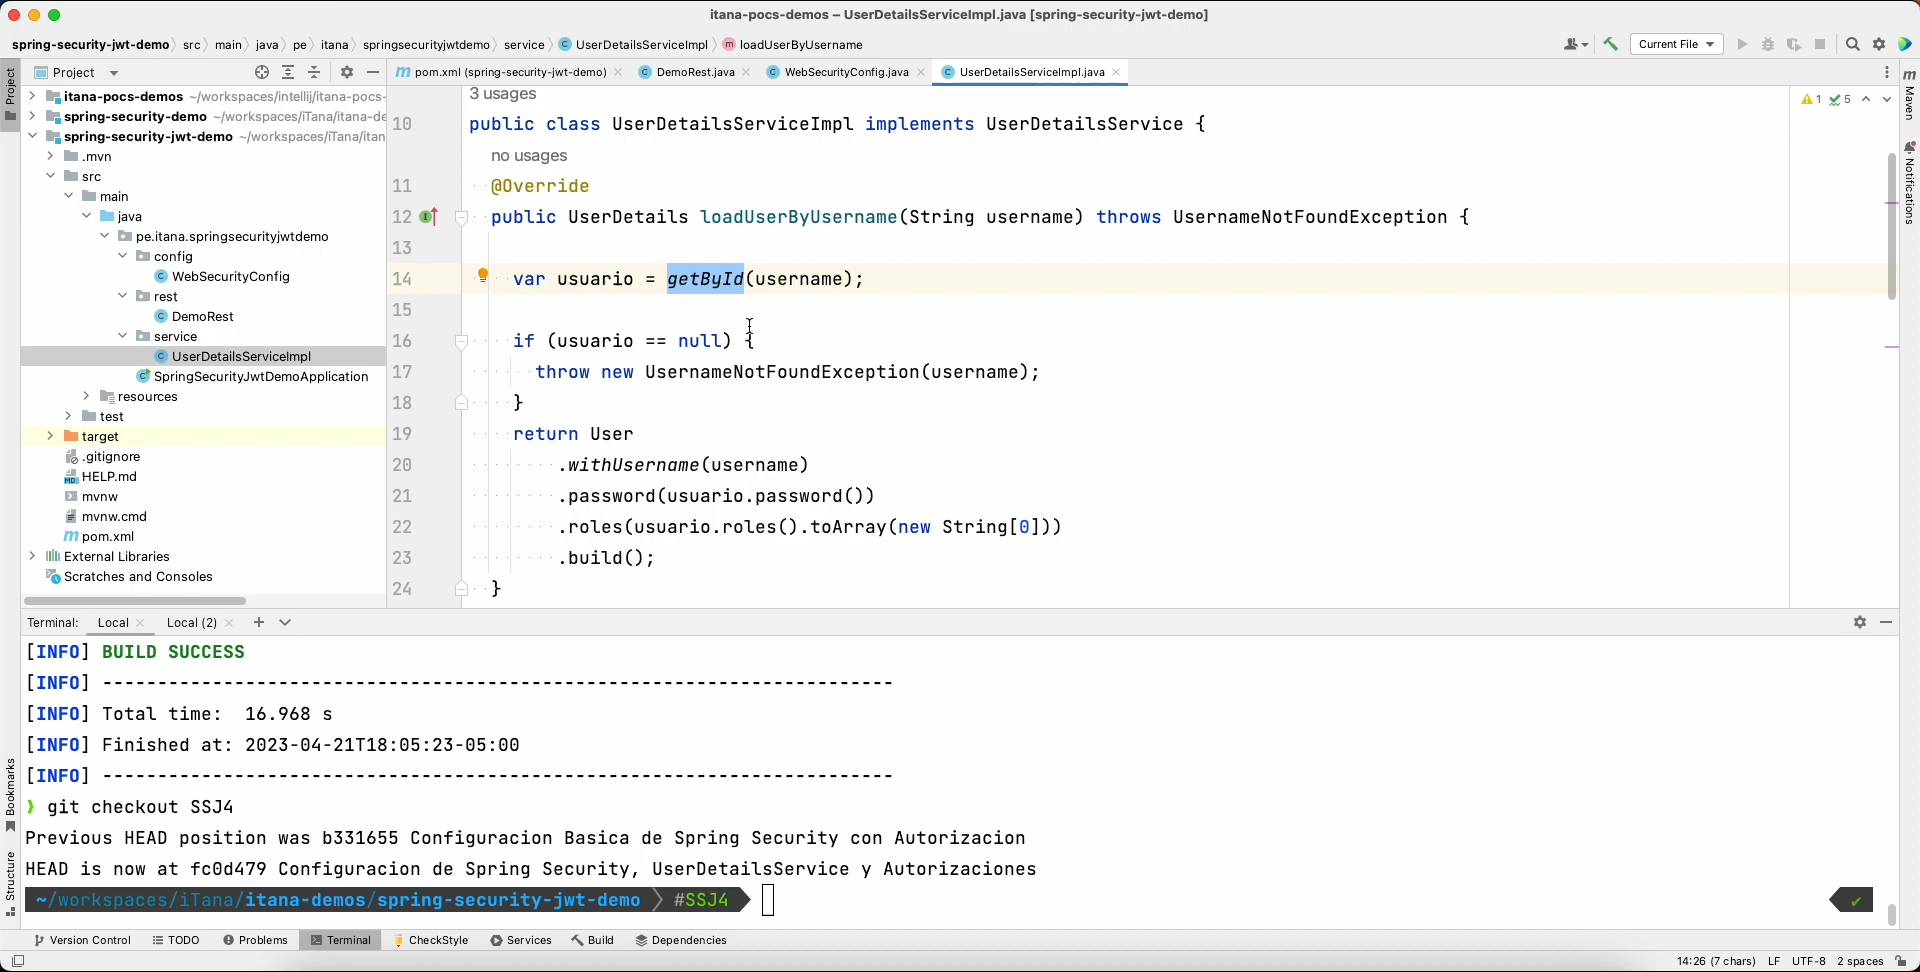 itana-pocs-demos – UserDetailsServiceImpl.java [spring-security-jwt-demo]
spring-security-jwt-demo src main java pe itana springsecurityjwtdemo service UserDetailsServiceImpl loadUserByUsername Current File
Project
pom.xml (spring-security-jwt-demo) DemoRest.java WebSecurityConfig.java UserDetailsServiceImpl.java
Project
Maven
Notifications
Bookmarks
Structure
itana-pocs-demos ~/workspaces/intellij/itana-pocs-
spring-security-demo ~/workspaces/iTana/itana-de
spring-security-jwt-demo ~/workspaces/iTana/itan
.mvn
src
main
java
pe.itana.springsecurityjwtdemo
config
WebSecurityConfig
rest
DemoRest
service
UserDetailsServiceImpl
SpringSecurityJwtDemoApplication
resources
test
target
.gitignore
HELP.md
mvnw
mvnw.cmd
pom.xml
External Libraries
Scratches and Consoles
1 5
3 usages
10 public class UserDetailsServiceImpl implements UserDetailsService {
no usages
11 @Override
12 public UserDetails loadUserByUsername(String username) throws UsernameNotFoundException {
13
14 var usuario = getById(username);
15
16 if (usuario == null) {
17 throw new UsernameNotFoundException(username);
18 }
19 return User
20 .withUsername(username)
21 .password(usuario.password())
22 .roles(usuario.roles().toArray(new String[0]))
23 .build();
24 }
Terminal: Local Local (2)
[INFO] BUILD SUCCESS
[INFO] ------------------------------------------------------------------------
[INFO] Total time:  16.968 s
[INFO] Finished at: 2023-04-21T18:05:23-05:00
[INFO] ------------------------------------------------------------------------
❯ git checkout SSJ4
Previous HEAD position was b331655 Configuracion Basica de Spring Security con Autorizacion
HEAD is now at fc0d479 Configuracion de Spring Security, UserDetailsService y Autorizaciones
~/workspaces/iTana/itana-demos/spring-security-jwt-demo #SSJ4 ✔
Version Control TODO Problems Terminal CheckStyle Services Build Dependencies
14:26 (7 chars) LF UTF-8 2 spaces